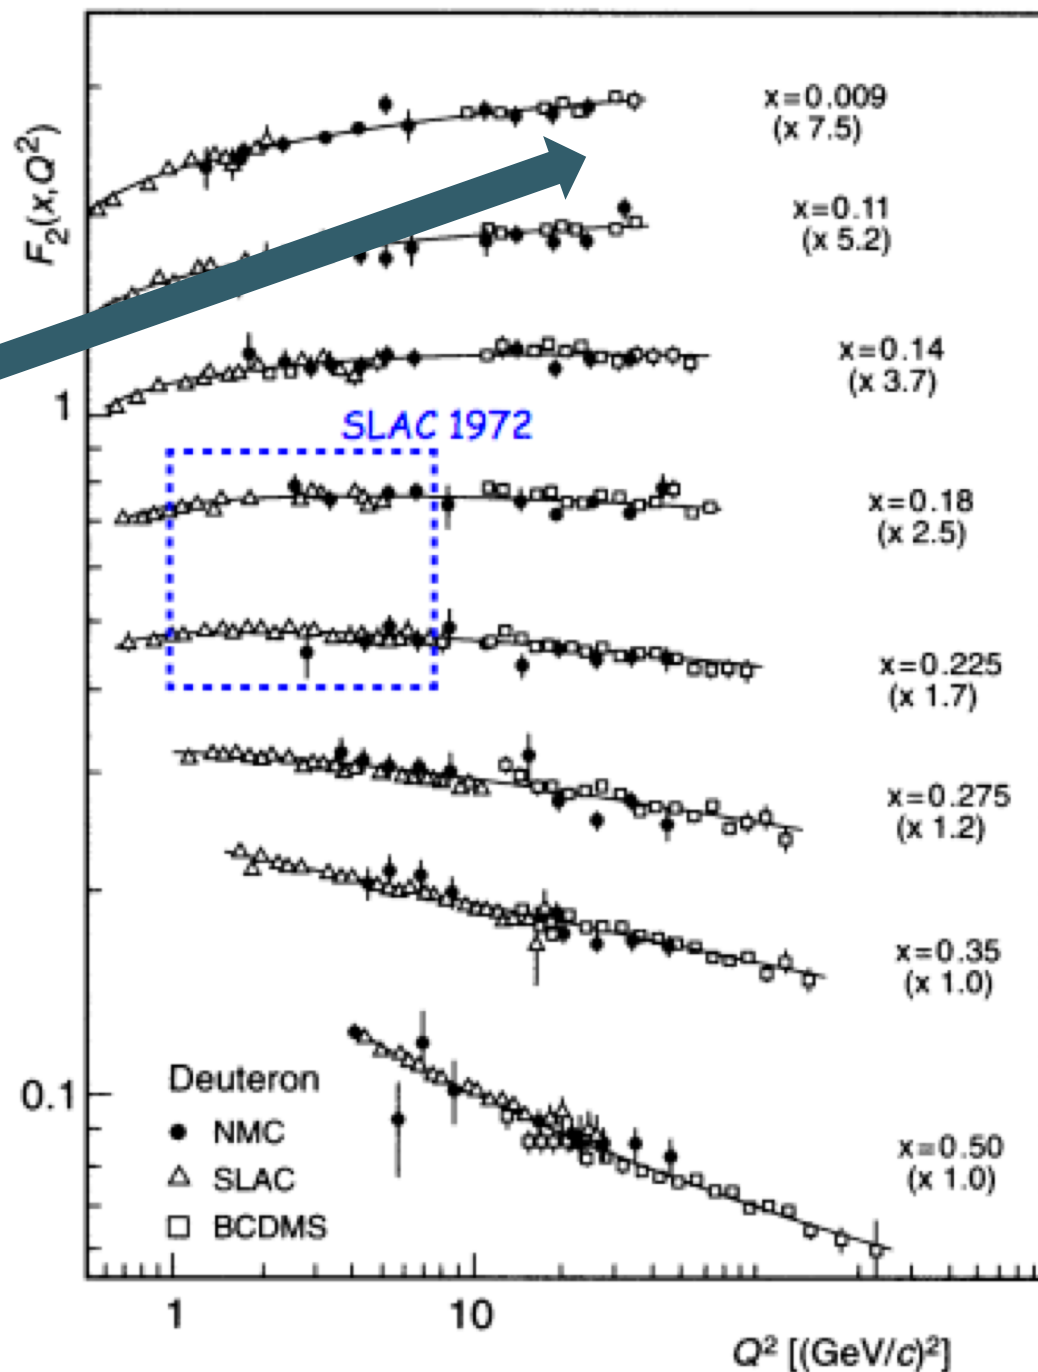 F₂(x,Q²)
x=0.009
(x 7.5)
x=0.11
(x 5.2)
x=0.14
(x 3.7)
1
SLAC 1972
x=0.18
(x 2.5)
x=0.225
(x 1.7)
x=0.275
(x 1.2)
x=0.35
(x 1.0)
0.1
Deuteron
NMC
SLAC
BCDMS
x=0.50
(x 1.0)
1 10
Q² [(GeV/c)²]